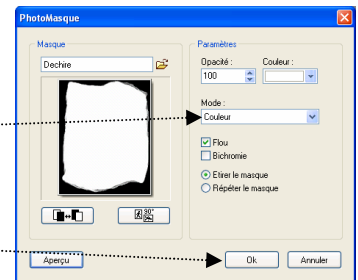 PhotoMasque
Masque
Dechire
Paramètres
Opacité : Couleur :
100
Mode :
Couleur
Flou
Bichromie
Etirer le masque
Répéter le masque
Aperçu
Ok
Annuler